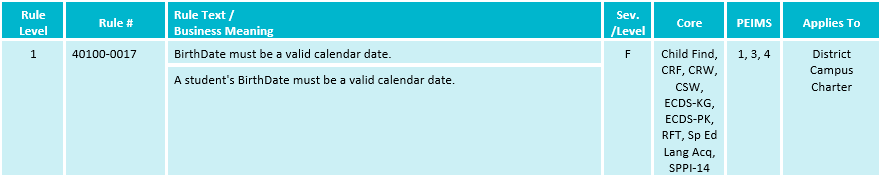 Rule Level
Rule #
Rule Text /
Business Meaning
Sev. /Level
Core
PEIMS
Applies To
1
40100-0017
BirthDate must be a valid calendar date.
A student's BirthDate must be a valid calendar date.
F
Child Find,
CRF, CRW,
CSW,
ECDS-KG,
ECDS-PK,
RFT, Sp Ed
Lang Acq,
SPPI-14
1, 3, 4
District
Campus
Charter